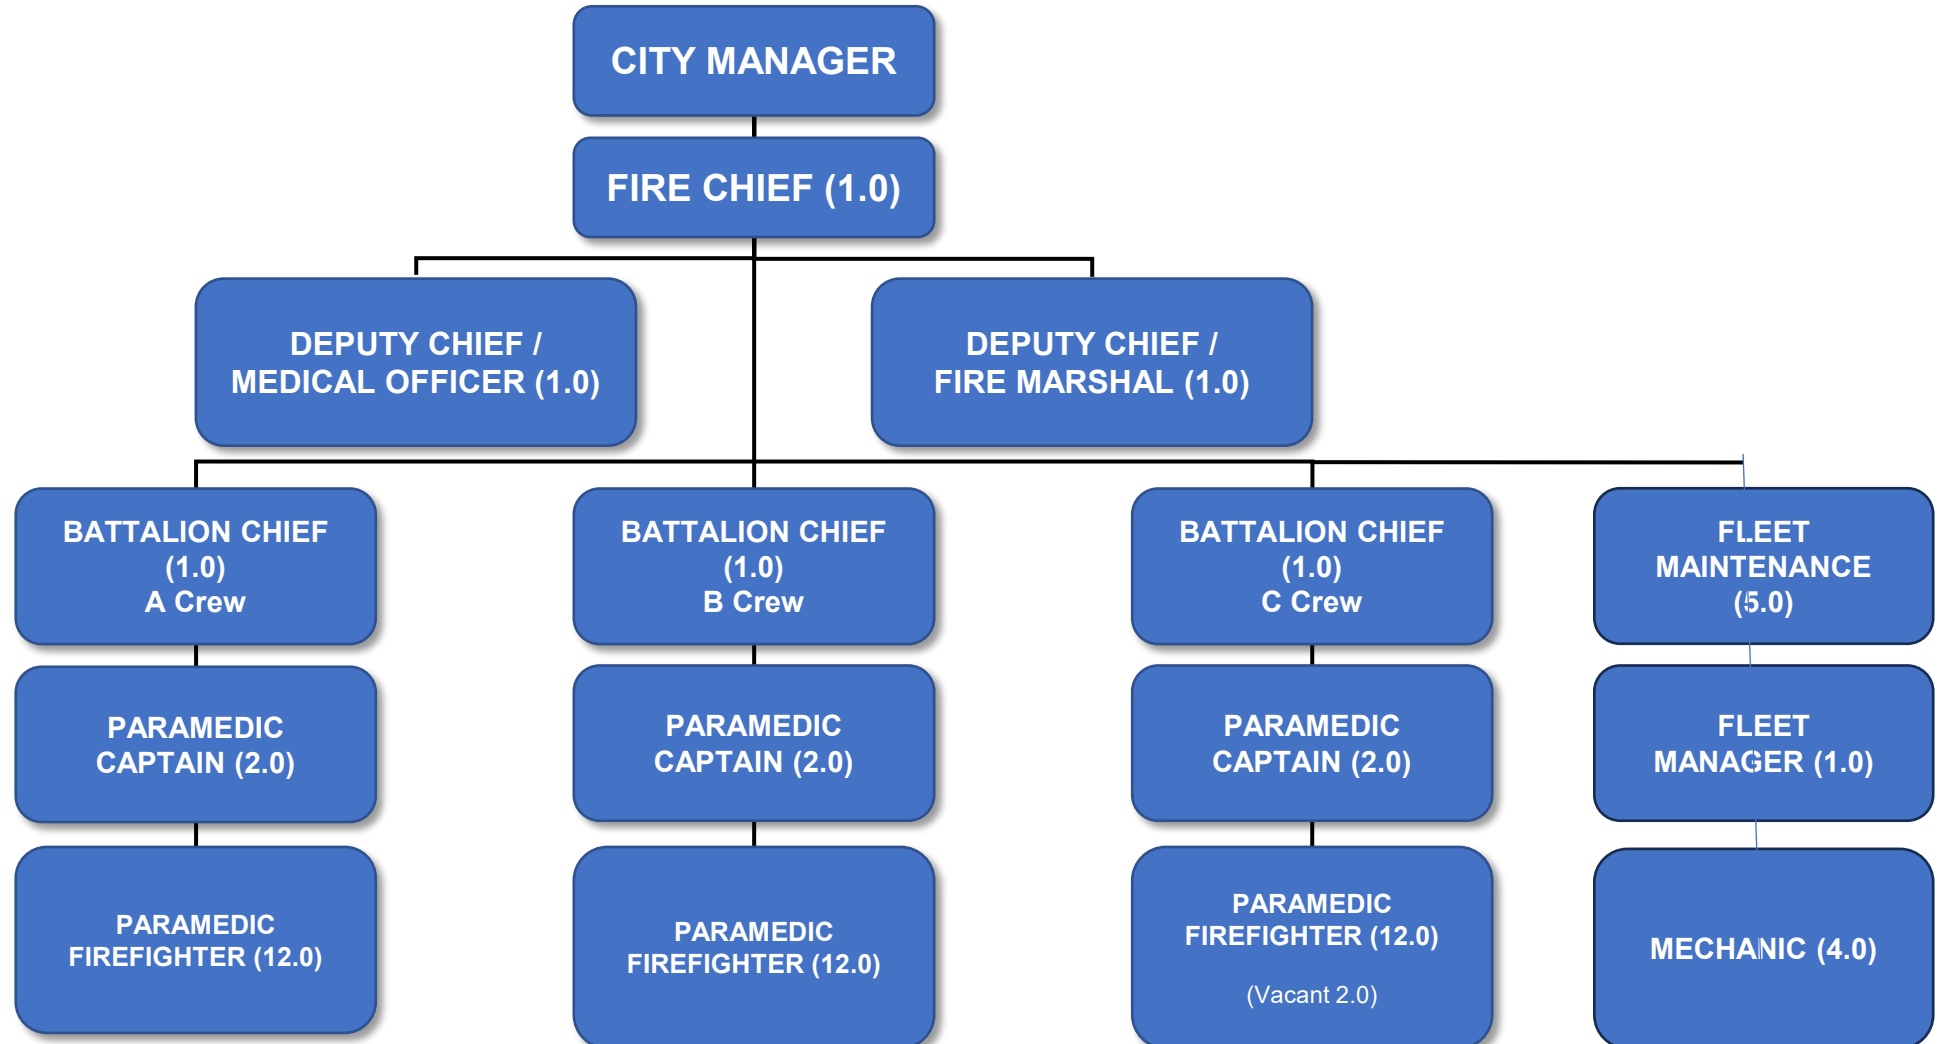 CITY MANAGER
FIRE CHIEF (1.0)
DEPUTY CHIEF /
MEDICAL OFFICER (1.0)
DEPUTY CHIEF /
FIRE MARSHAL (1.0)
BATTALION CHIEF
(1.0)
A Crew
BATTALION CHIEF
(1.0)
B Crew
BATTALION CHIEF
(1.0)
C Crew
FLEET
MAINTENANCE
(5.0)
PARAMEDIC
CAPTAIN (2.0)
PARAMEDIC
CAPTAIN (2.0)
PARAMEDIC
CAPTAIN (2.0)
FLEET
MANAGER (1.0)
PARAMEDIC
FIREFIGHTER (12.0)
PARAMEDIC
FIREFIGHTER (12.0)
PARAMEDIC
FIREFIGHTER (12.0)
(Vacant 2.0)
MECHANIC (4.0)